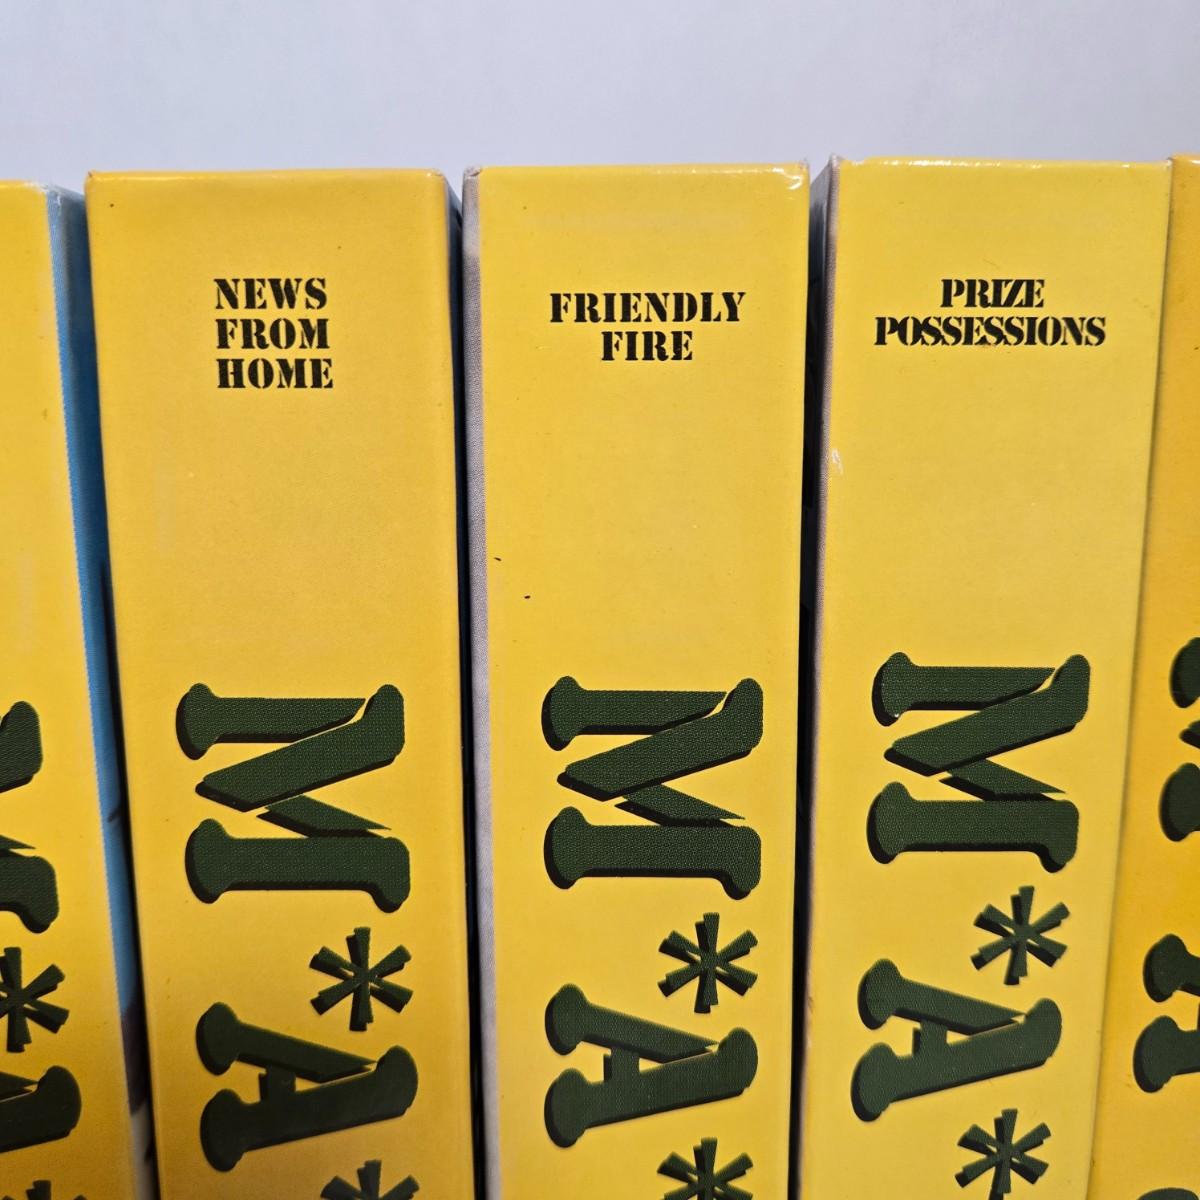 NEWS
FROM
HOME
M*A*
FRIENDLY
FIRE
M*A*
PRIZE
POSSESSIONS
M*A*